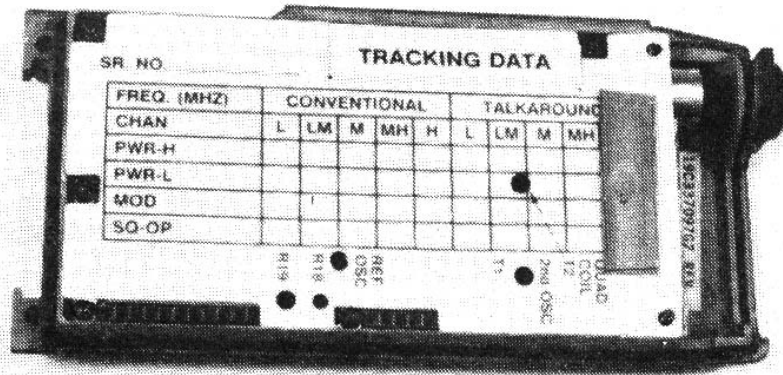 TRACKING DATA
SR. NO.
FREQ. (MHZ) CONVENTIONAL TALKAROUND
CHAN L LM M MH H L LM M MH
PWR-H
PWR-L
MOD
SQ-OP
R19
R18
REF
OSC
T1
2nd OSC
T2
QUAD
COIL